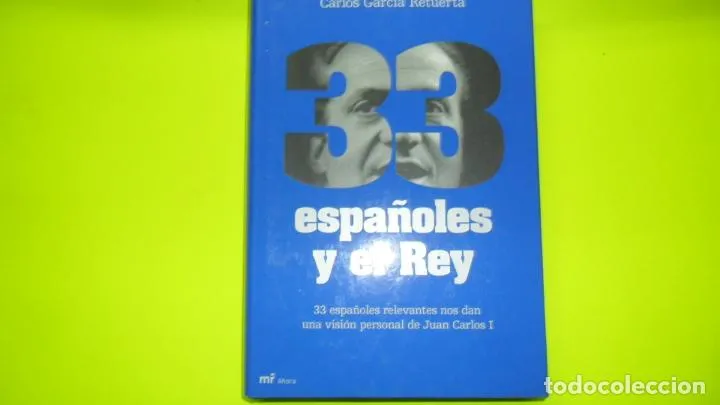 Carlos García Retuerta
33
españoles
y el Rey
33 españoles relevantes nos dan
una visión personal de Juan Carlos I
mr Ahora
todocoleccion